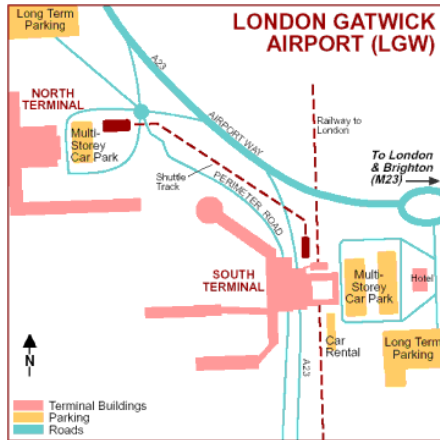 LONDON GATWICK
AIRPORT (LGW)
Long Term
Parking
A23
NORTH
TERMINAL
Multi-
Storey
Car Park
AIRPORT WAY
Railway to
London
To London
& Brighton
(M23)
Shuttle
Track
PERIMETER ROAD
SOUTH
TERMINAL
Multi-
Storey
Car Park
Hotel
Car
Rental
Long Term
Parking
A23
N
Terminal Buildings
Parking
Roads